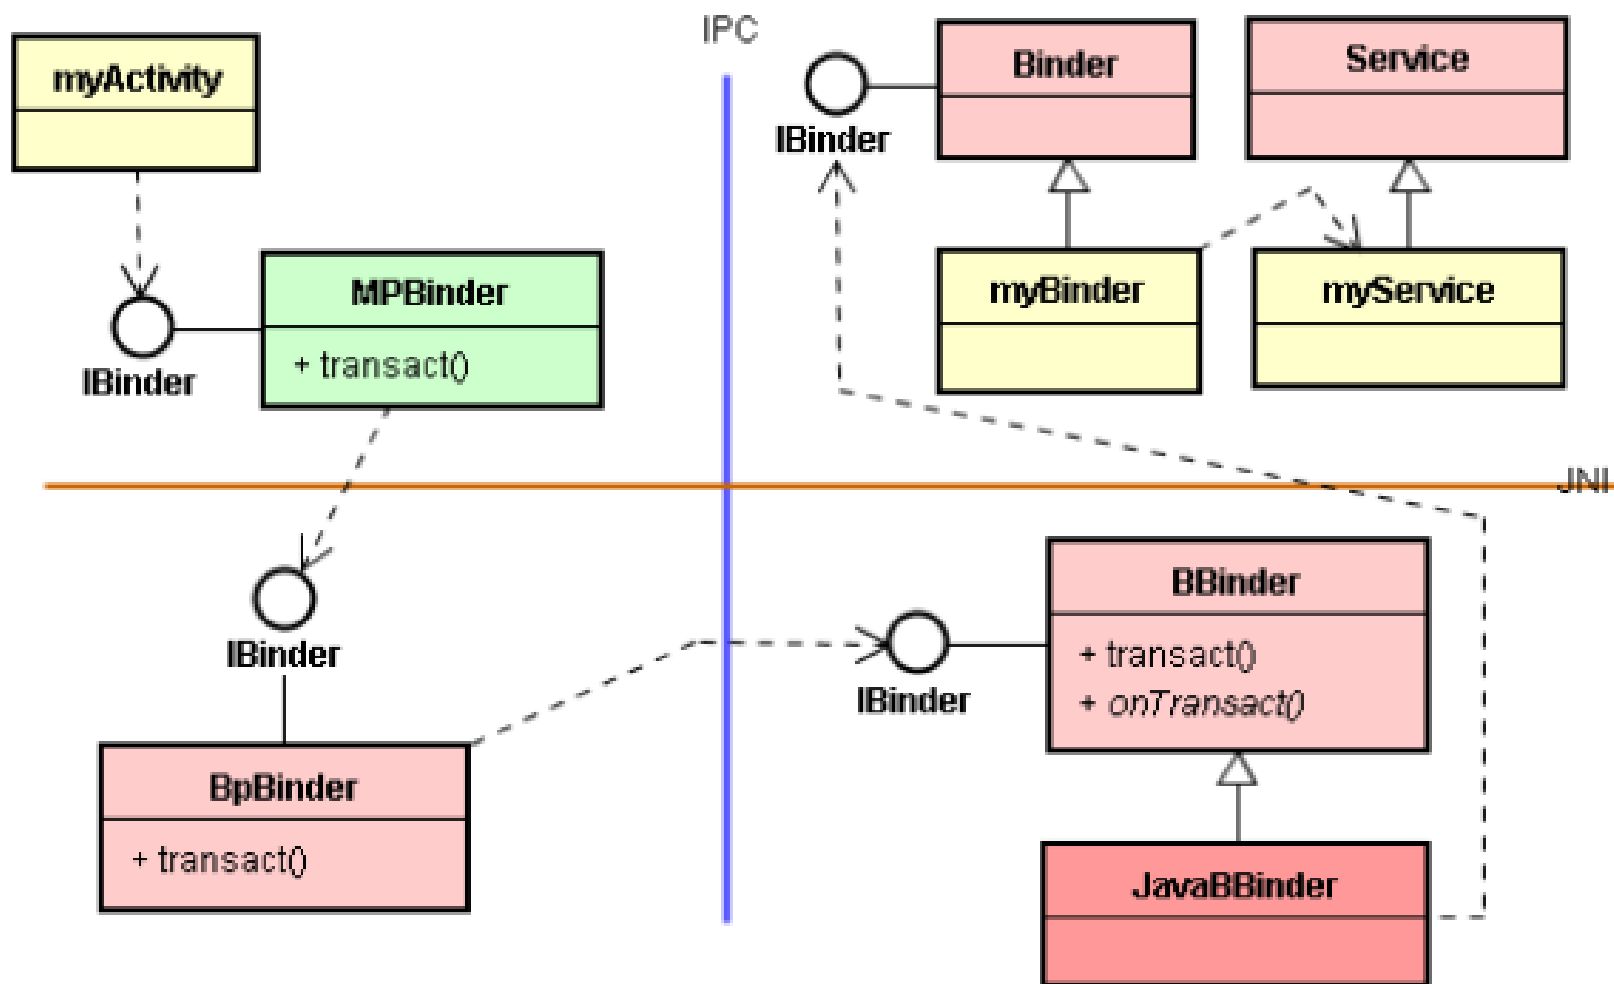 IPC
myActivity
IBinder
MPBinder
+ transact()
IBinder
Binder
Service
myBinder
myService
JNI
IBinder
BpBinder
+ transact()
IBinder
BBinder
+ transact()
+ onTransact()
JavaBBinder